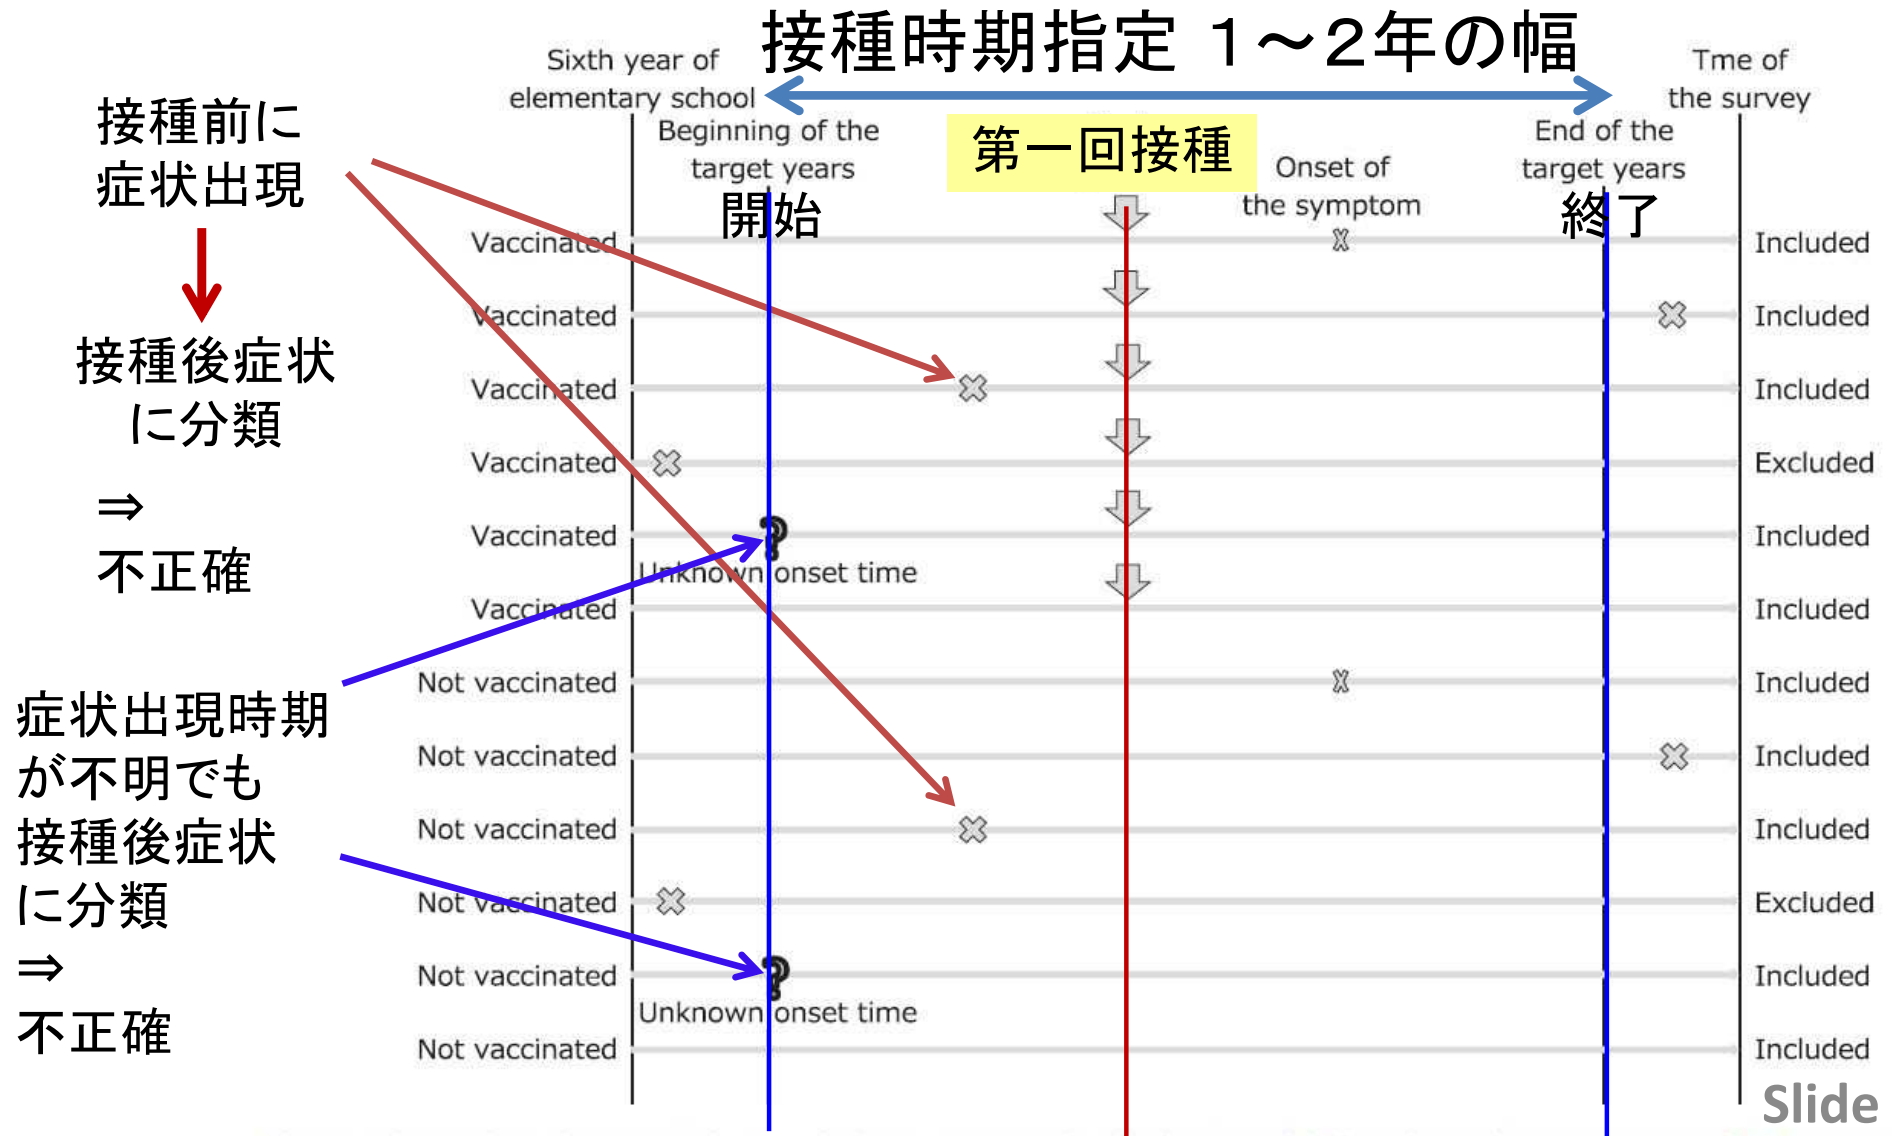 接種時期指定 1～2年の幅
Sixth year of
elementary school
Tme of
the survey
Beginning of the
target years
開始
第一回接種
Onset of
the symptom
End of the
target years
終了
接種前に
症状出現
接種後症状
に分類
⇒
不正確
症状出現時期
が不明でも
接種後症状
に分類
⇒
不正確
Vaccinated Included
Vaccinated Included
Vaccinated Included
Vaccinated Excluded
Vaccinated ? Included
Unknown onset time
Vaccinated Included
Not vaccinated Included
Not vaccinated Included
Not vaccinated Included
Not vaccinated Excluded
Not vaccinated ? Included
Unknown onset time
Not vaccinated Included
Slide